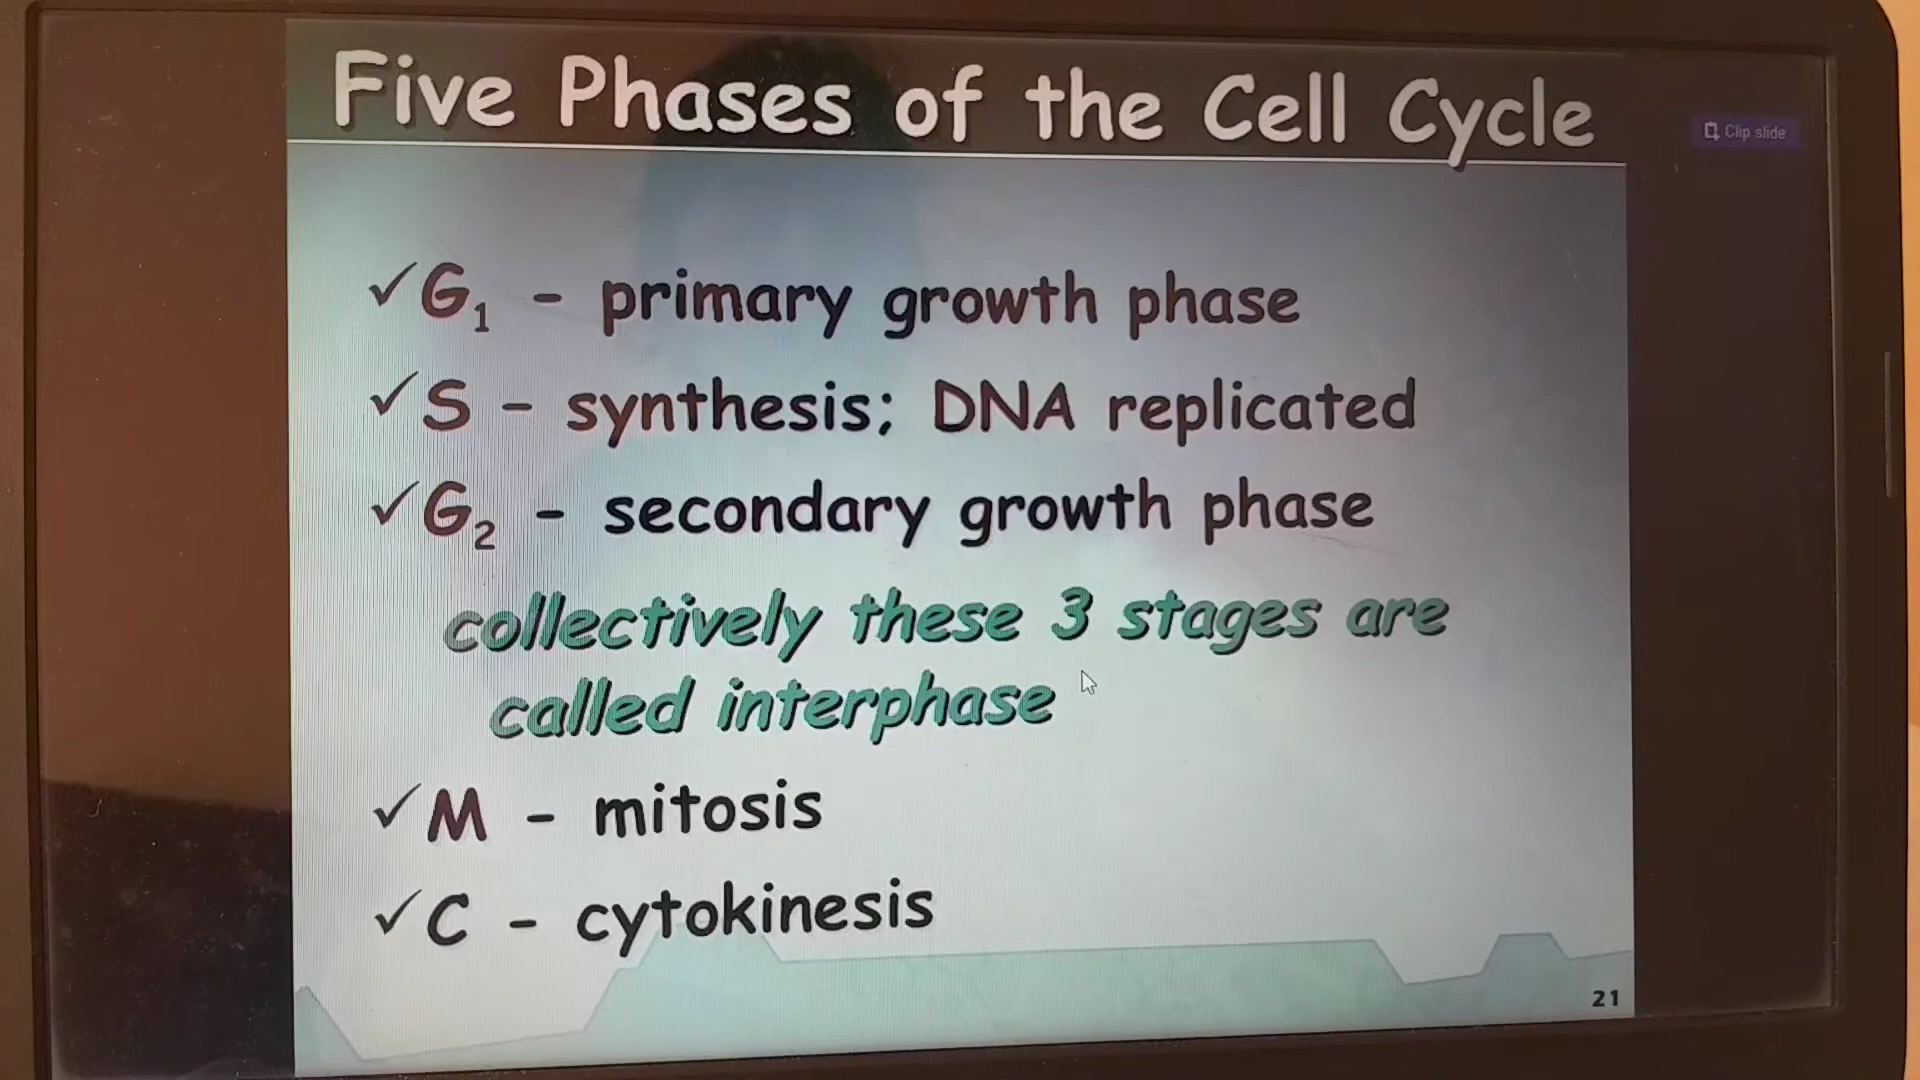 Five Phases of the Cell Cycle
Clip slide
✓G₁ - primary growth phase
✓S - synthesis; DNA replicated
✓G₂ - secondary growth phase
collectively these 3 stages are
called interphase
✓M - mitosis
✓C - cytokinesis
21